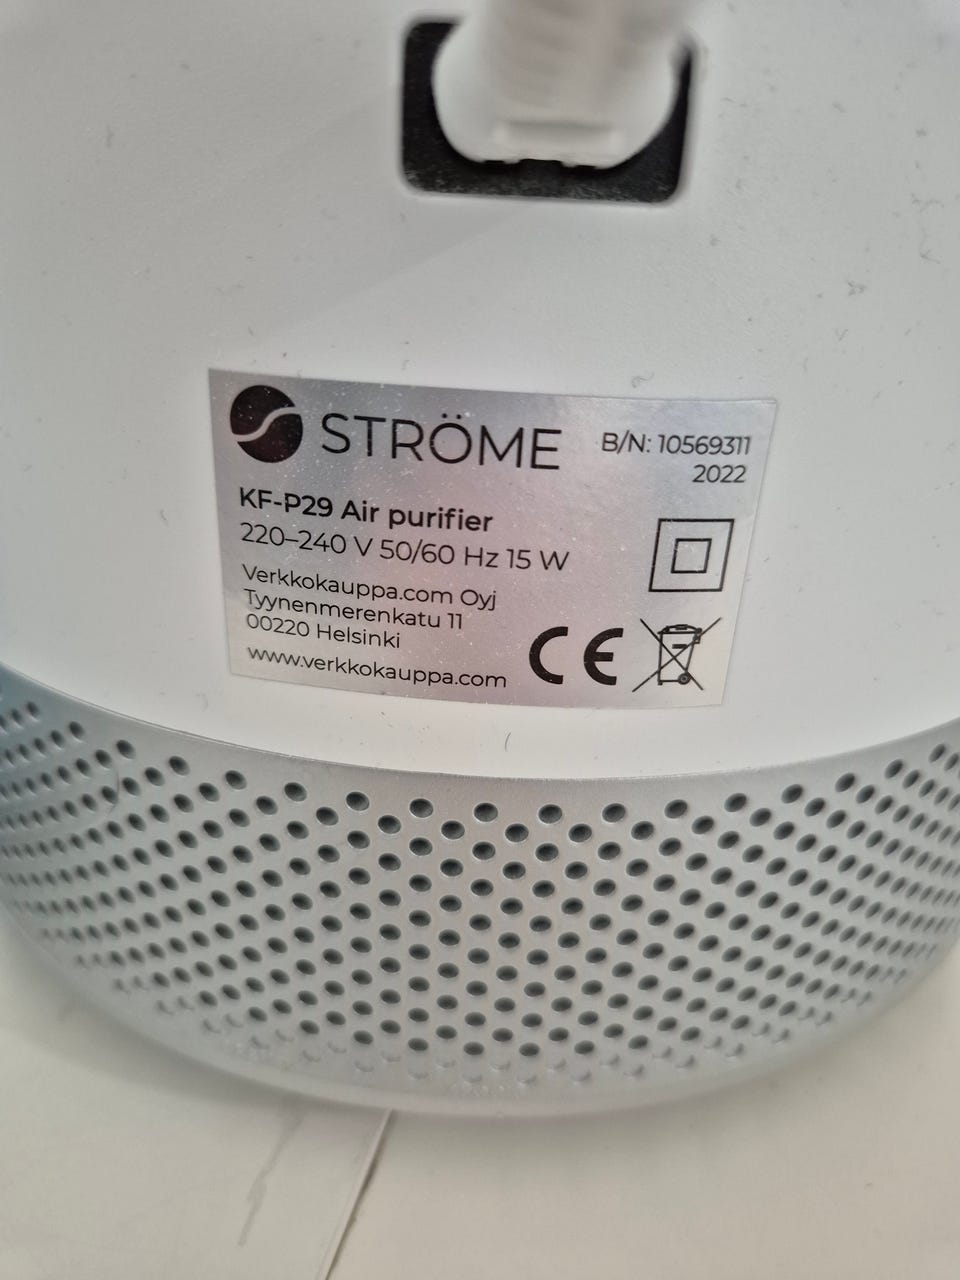 STRÖME
B/N: 10569311
2022
KF-P29 Air purifier
220–240 V 50/60 Hz 15 W
Verkkokauppa.com Oyj
Tyynenmerenkatu 11
00220 Helsinki
www.verkkokauppa.com
CE